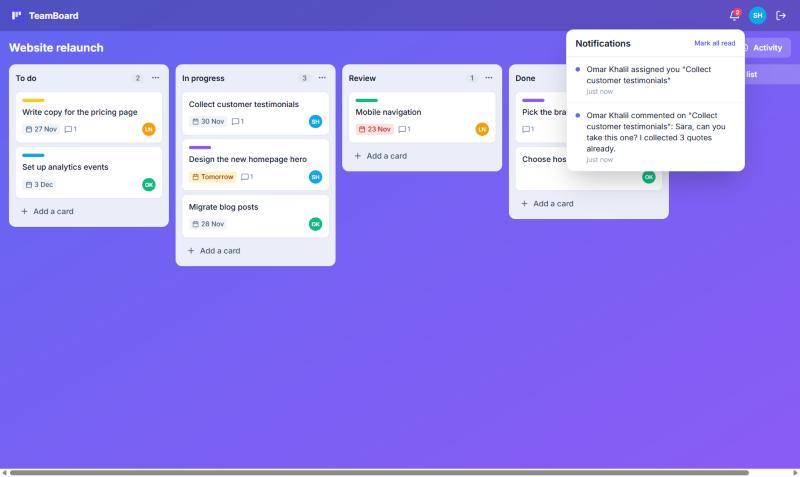 TeamBoard
2
SH
Website relaunch
Activity
Notifications
Mark all read
Omar Khalil assigned you "Collect
customer testimonials"
just now
Omar Khalil commented on "Collect
customer testimonials": Sara, can you
take this one? I collected 3 quotes
already.
just now
To do
2
Write copy for the pricing page
27 Nov
1
LN
Set up analytics events
3 Dec
OK
Add a card
In progress
3
Collect customer testimonials
30 Nov
1
SH
Design the new homepage hero
Tomorrow
1
SH
Migrate blog posts
28 Nov
OK
Add a card
Review
1
Mobile navigation
23 Nov
1
LN
Add a card
Done
Pick the
1
Choose
OK
Add a card
list